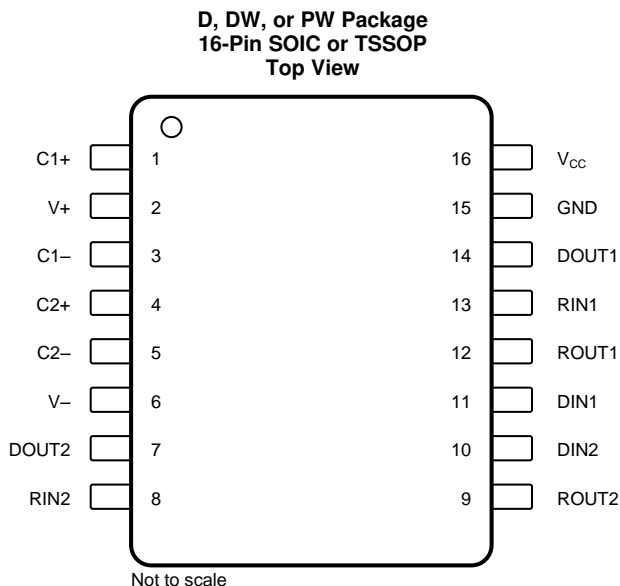 D, DW, or PW Package
16-Pin SOIC or TSSOP
Top View
C1+ 1 16 VCC
V+ 2 15 GND
C1– 3 14 DOUT1
C2+ 4 13 RIN1
C2– 5 12 ROUT1
V– 6 11 DIN1
DOUT2 7 10 DIN2
RIN2 8 9 ROUT2
Not to scale